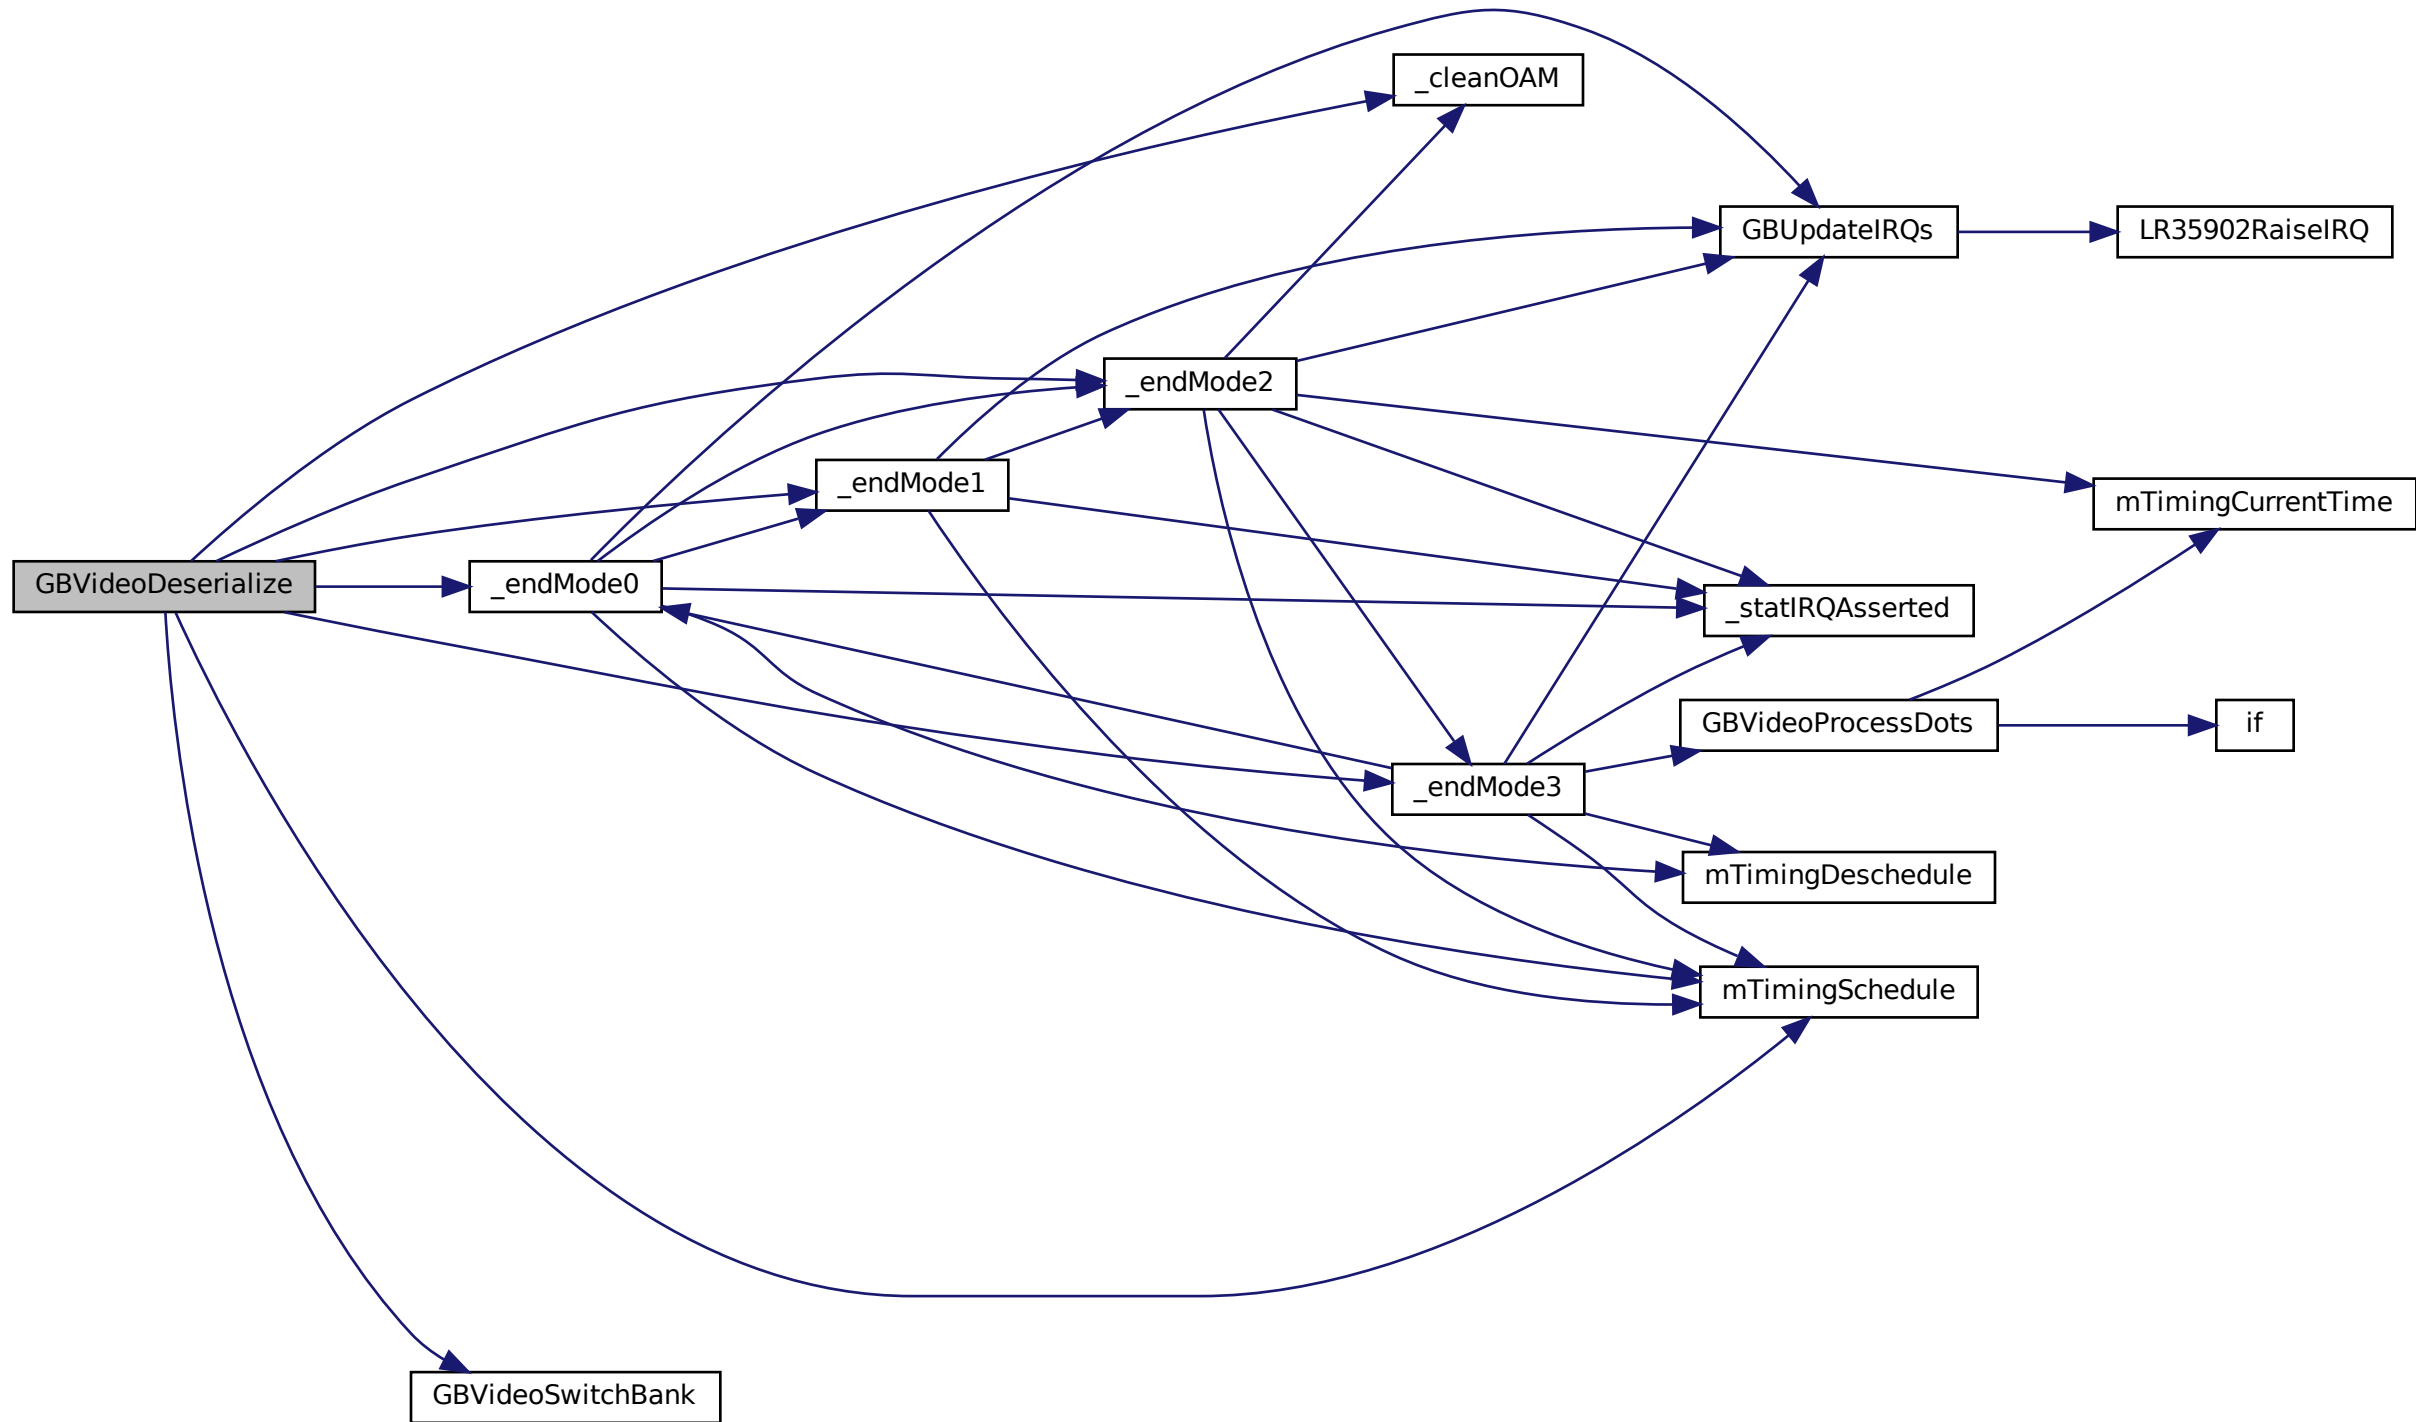 _cleanOAM
GBUpdateIRQs
LR35902RaiseIRQ
_endMode2
_endMode1
mTimingCurrentTime
GBVideoDeserialize
_endMode0
_statIRQAsserted
GBVideoProcessDots
if
_endMode3
mTimingDeschedule
mTimingSchedule
GBVideoSwitchBank